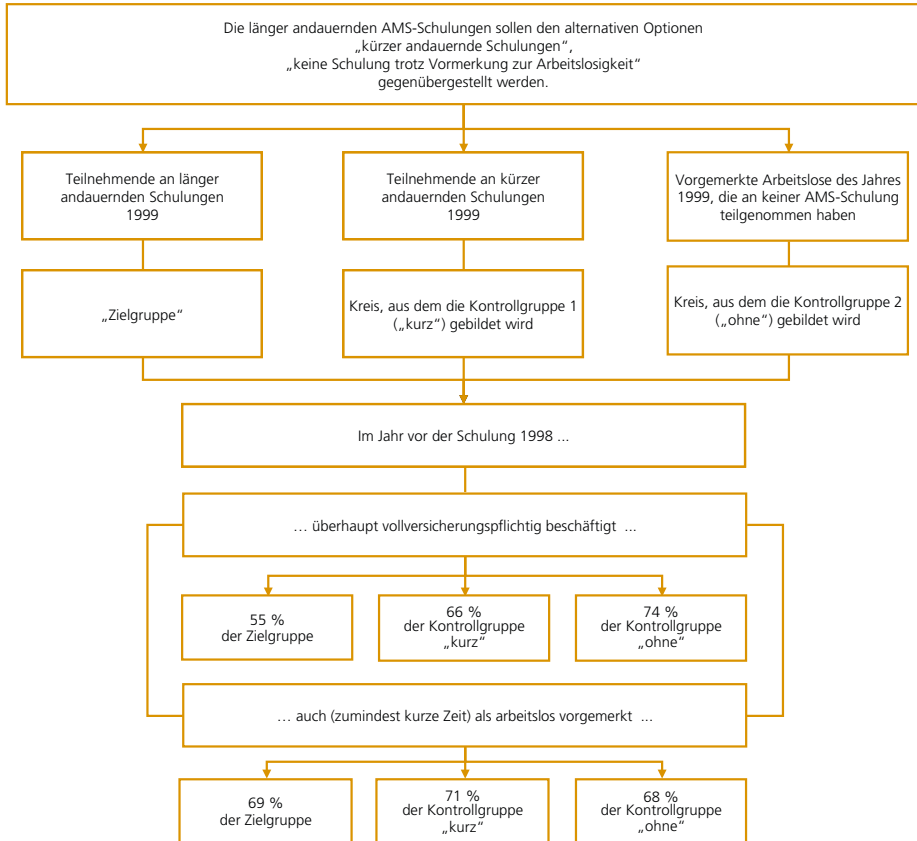 Die länger andauernden AMS-Schulungen sollen den alternativen Optionen
„kürzer andauernde Schulungen“,
„keine Schulung trotz Vormerkung zur Arbeitslosigkeit“
gegenübergestellt werden.
Teilnehmende an länger
andauernden Schulungen
1999
Teilnehmende an kürzer
andauernden Schulungen
1999
Vorgemerkte Arbeitslose des Jahres
1999, die an keiner AMS-Schulung
teilgenommen haben
„Zielgruppe“
Kreis, aus dem die Kontrollgruppe 1
(„kurz“) gebildet wird
Kreis, aus dem die Kontrollgruppe 2
(„ohne“) gebildet wird
Im Jahr vor der Schulung 1998 ...
… überhaupt vollversicherungspflichtig beschäftigt ...
55 %
der Zielgruppe
66 %
der Kontrollgruppe
„kurz“
74 %
der Kontrollgruppe
„ohne“
… auch (zumindest kurze Zeit) als arbeitslos vorgemerkt ...
69 %
der Zielgruppe
71 %
der Kontrollgruppe
„kurz“
68 %
der Kontrollgruppe
„ohne“